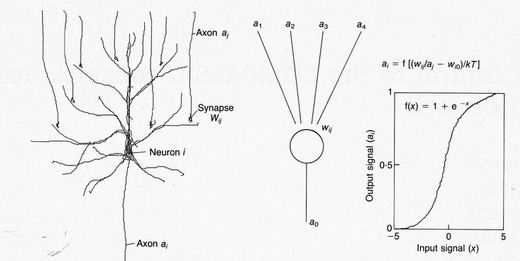 Axon aj
Synapse
Wij
Neuron i
Axon ai
a1 a2 a3 a4
wij
a0
ai = f [(wij/aj − wi0)/kT]
f(x) = 1 + e −x
Output signal (ai)
1
0·5
0
−5 0 5
Input signal (x)